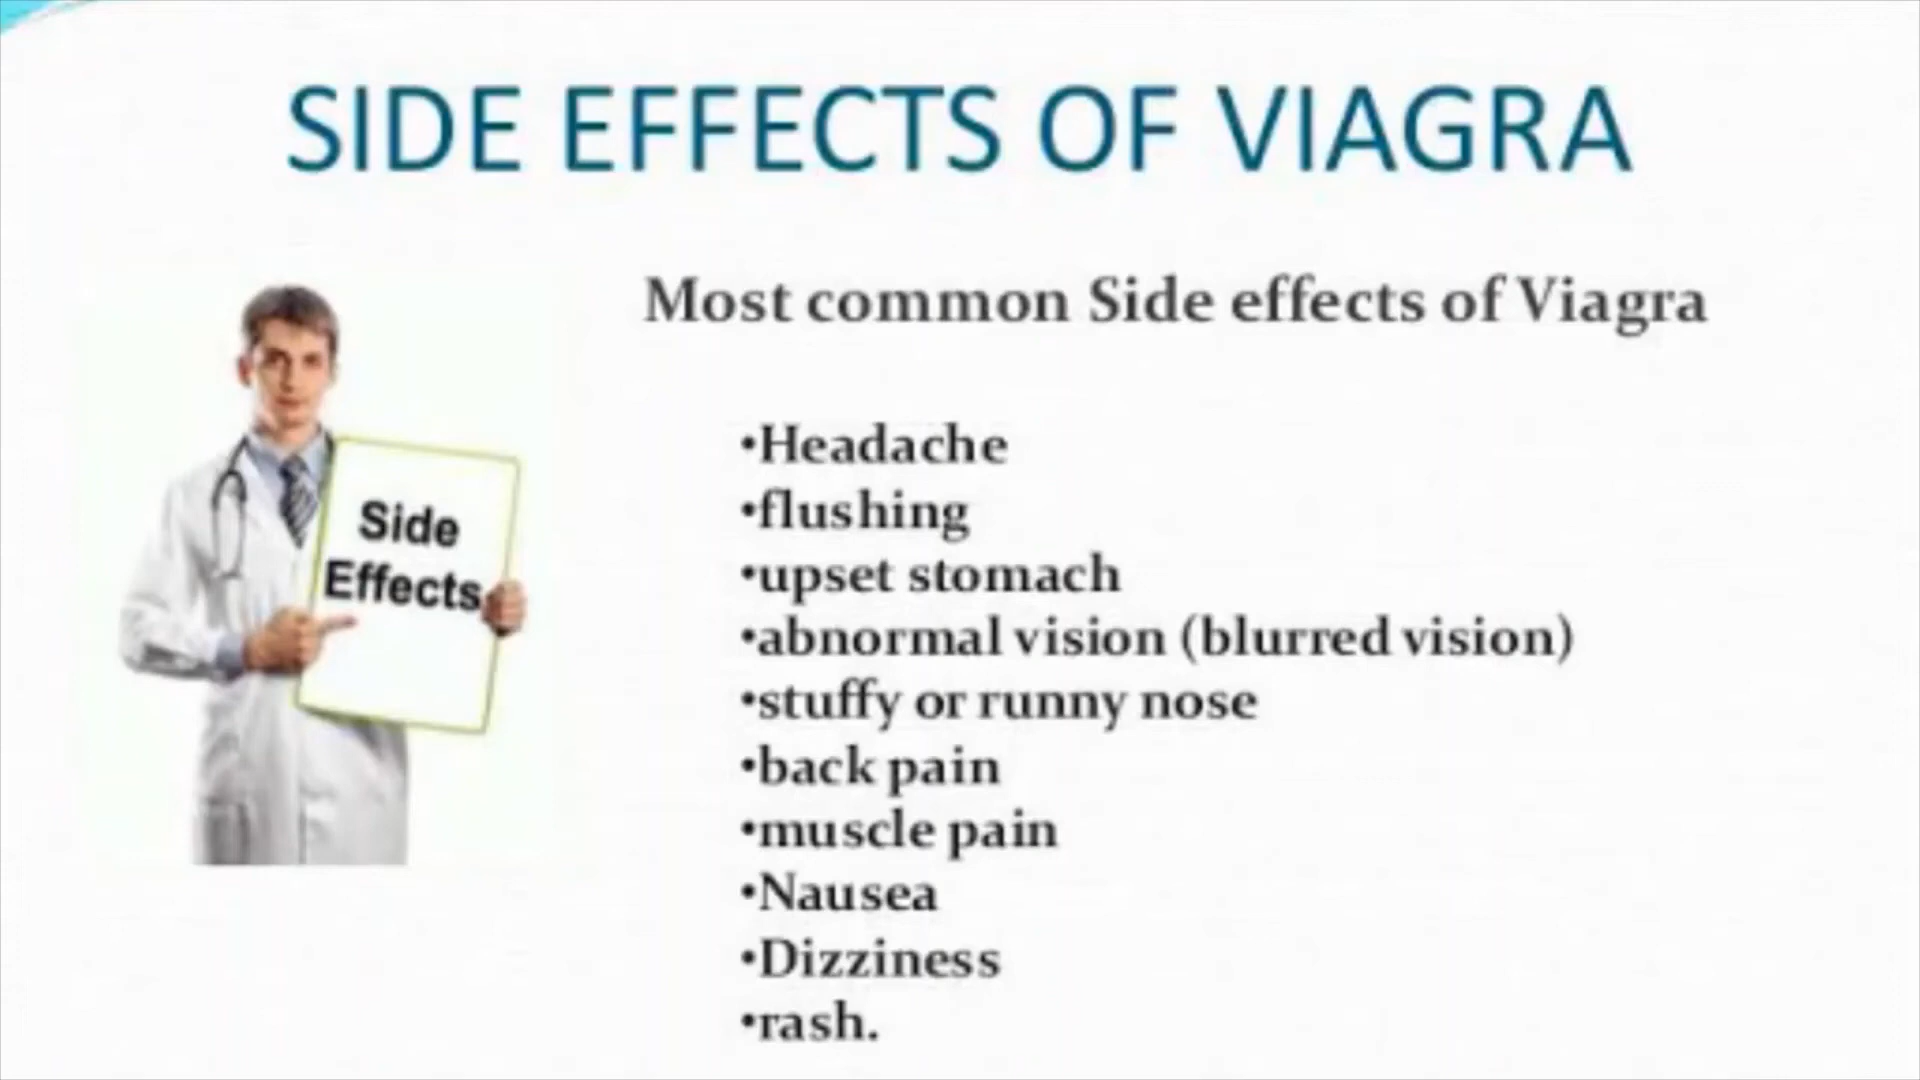 SIDE EFFECTS OF VIAGRA
Most common Side effects of Viagra
Side
Effects
•Headache
•flushing
•upset stomach
•abnormal vision (blurred vision)
•stuffy or runny nose
•back pain
•muscle pain
•Nausea
•Dizziness
•rash.